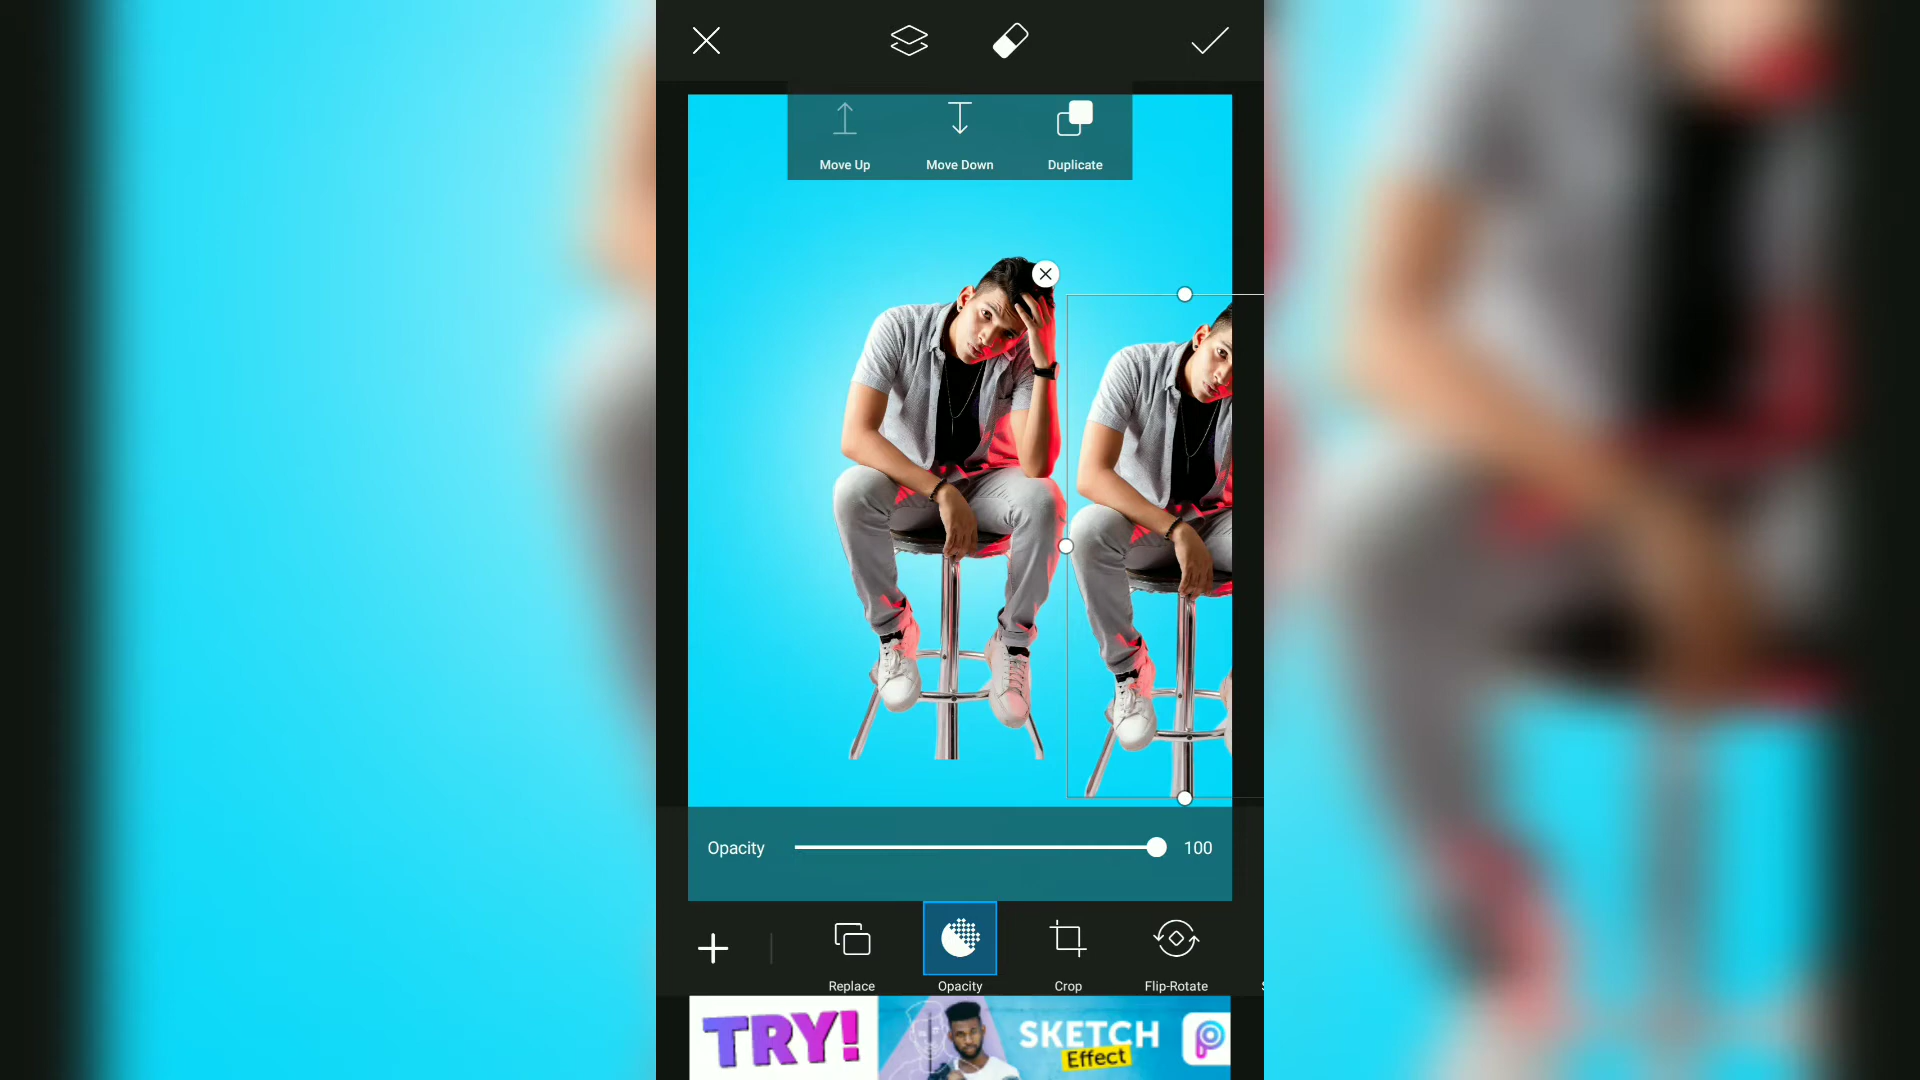 Move Up
Move Down
Duplicate
Opacity
100
Replace
Opacity
Crop
Flip-Rotate
TRY!
SKETCH
Effect